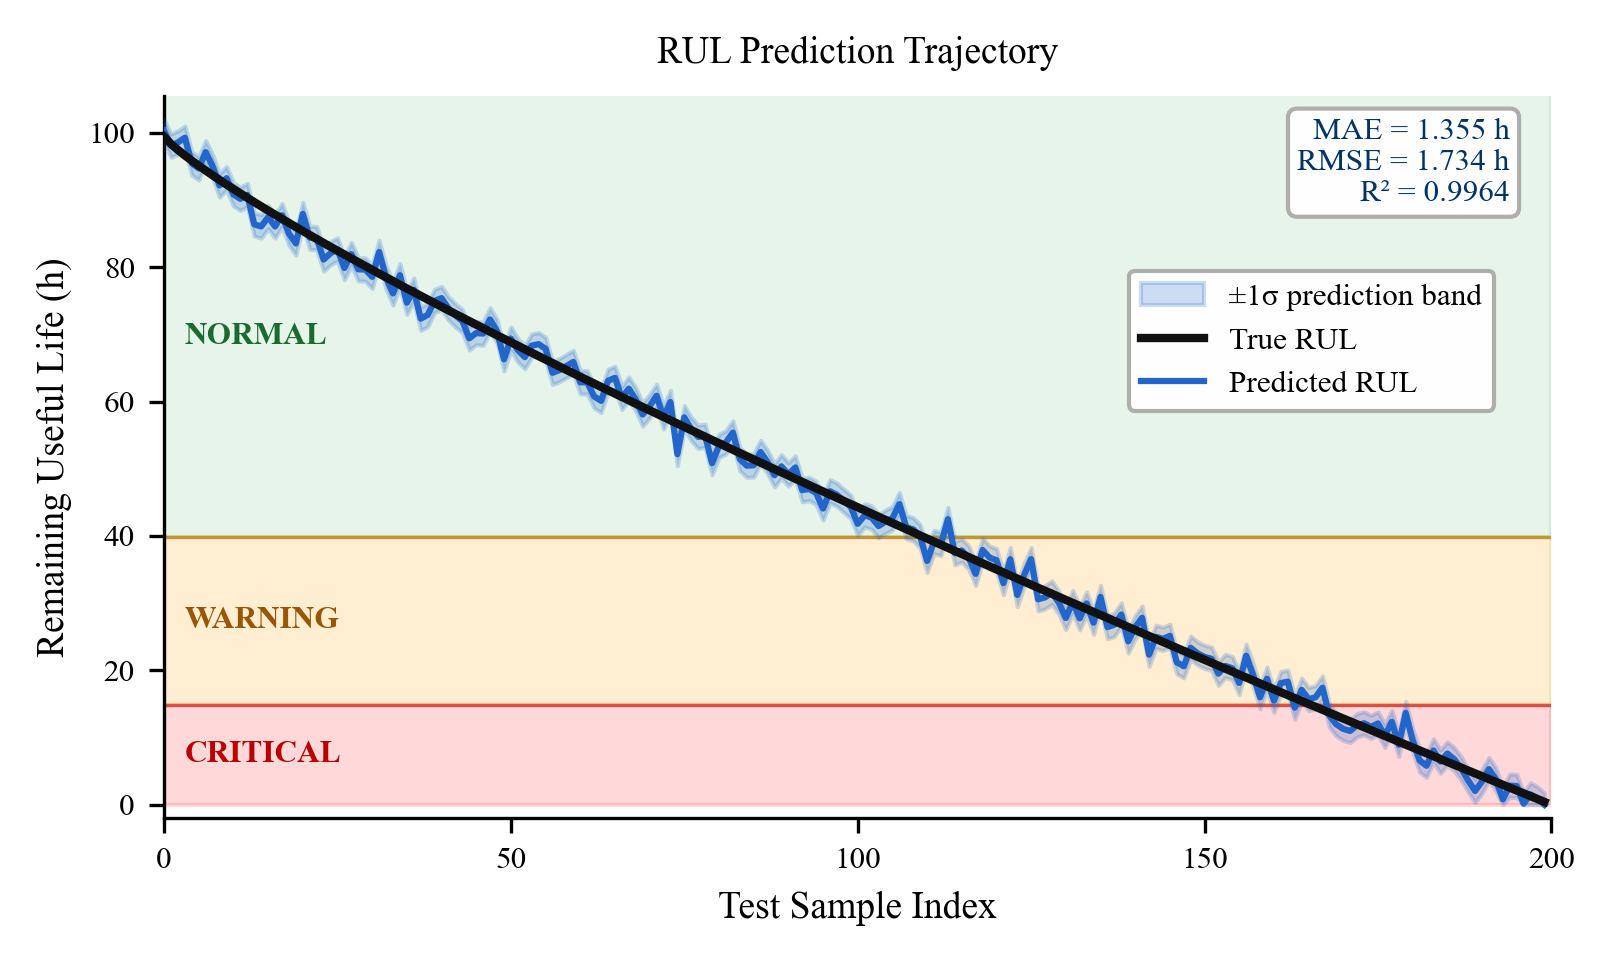 RUL Prediction Trajectory
MAE = 1.355 h
RMSE = 1.734 h
R² = 0.9964
±1σ prediction band
True RUL
Predicted RUL
NORMAL
WARNING
CRITICAL
Remaining Useful Life (h)
100
80
60
40
20
0
0 50 100 150 200
Test Sample Index